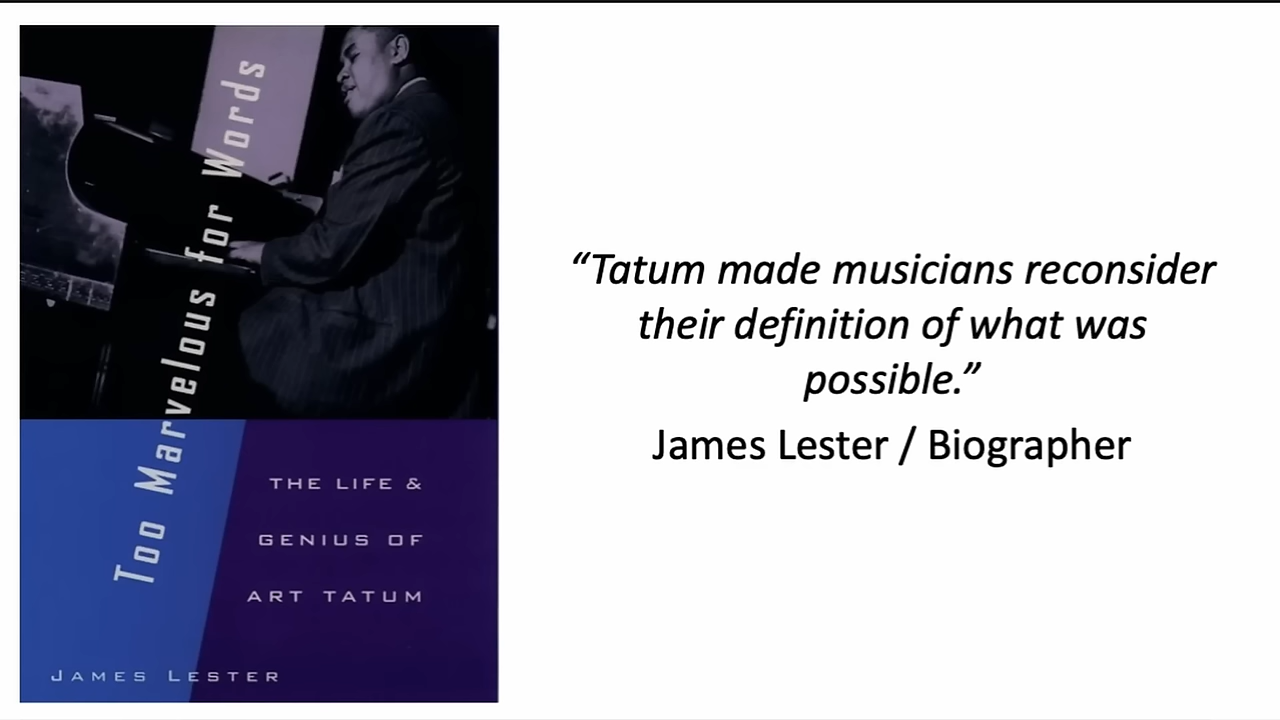 Too Marvelous for Words
THE LIFE &
GENIUS OF
ART TATUM
JAMES LESTER
“Tatum made musicians reconsider
their definition of what was
possible.”
James Lester / Biographer